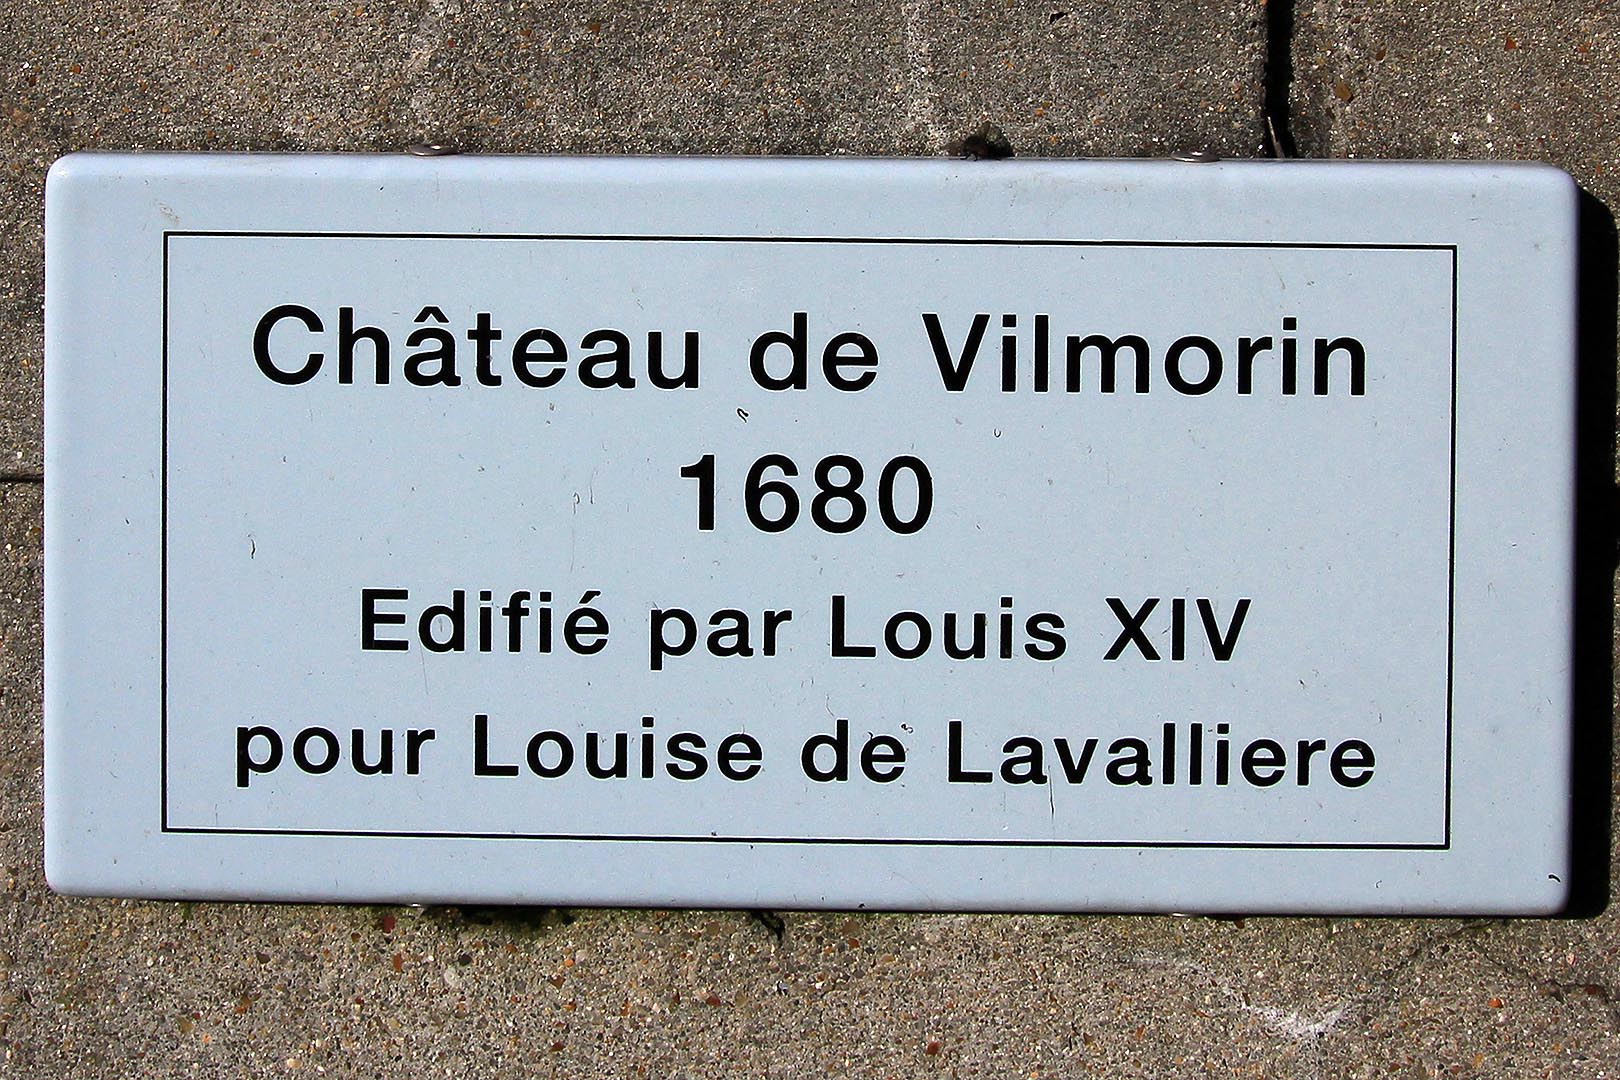 Château de Vilmorin
1680
Edifié par Louis XIV
pour Louise de Lavalliere